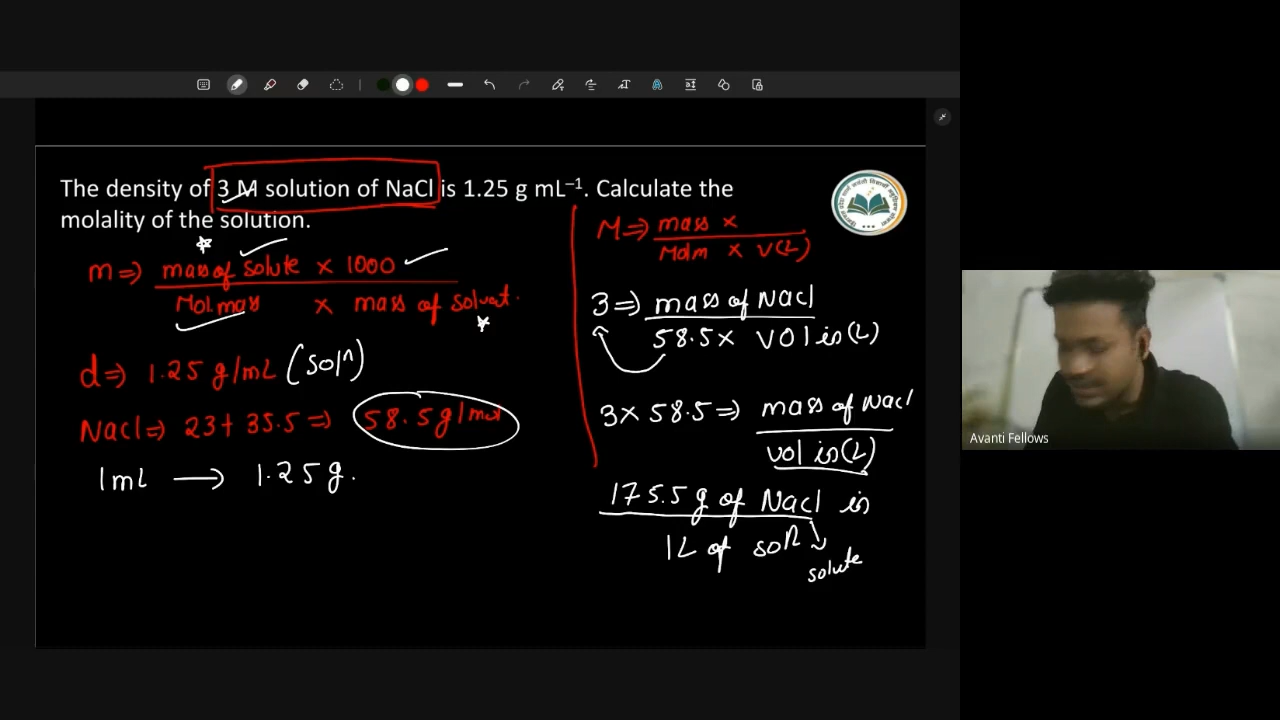 The density of 3 M solution of NaCl is 1.25 g mL⁻¹. Calculate the
molality of the solution.
m ⇒ mass of solute × 1000
Mol mass × mass of solvat.
d ⇒ 1.25 g/mL (solⁿ)
Nacl ⇒ 23 + 35.5 ⇒ 58.5 g/mol
1mL ⟶ 1.25 g.
M ⇒ mass ×
Molm × V(L)
3 ⇒ mass of Nacl
58.5 × vol in (L)
3 × 58.5 ⇒ mass of Nacl
vol in (L)
175.5 g of Nacl in
1L of solⁿ
solute
Avanti Fellows